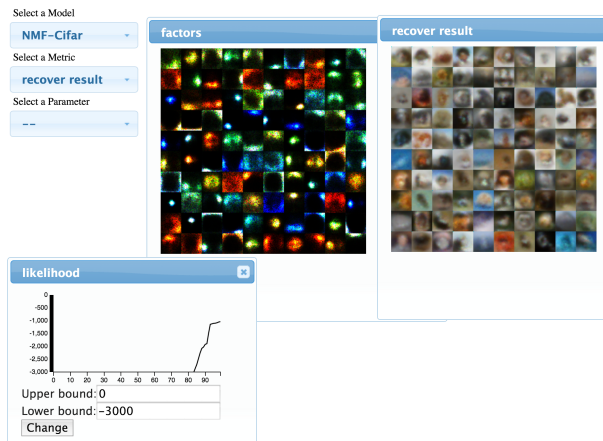 Select a Model
NMF-Cifar
Select a Metric
recover result
Select a Parameter
--
factors
recover result
likelihood
0
-500
-1,000
-1,500
-2,000
-2,500
-3,000
0 10 20 30 40 50 60 70 80 90
Upper bound: 0
Lower bound: -3000
Change